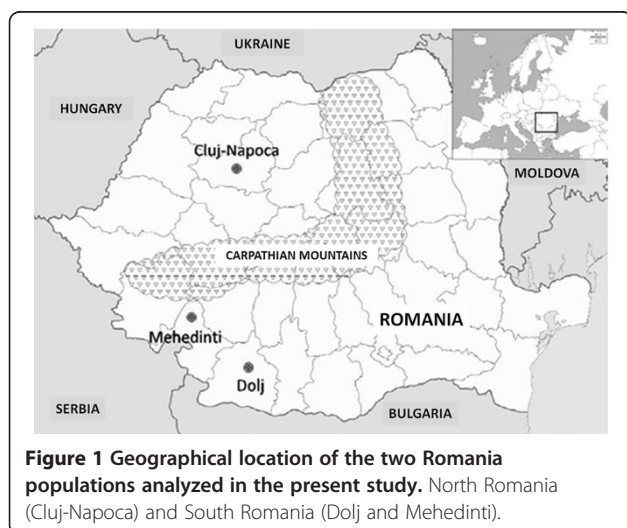 UKRAINE
HUNGARY
Cluj-Napoca
MOLDOVA
CARPATHIAN MOUNTAINS
ROMANIA
Mehedinti
Dolj
SERBIA
BULGARIA
Figure 1 Geographical location of the two Romania
populations analyzed in the present study. North Romania
(Cluj-Napoca) and South Romania (Dolj and Mehedinti).